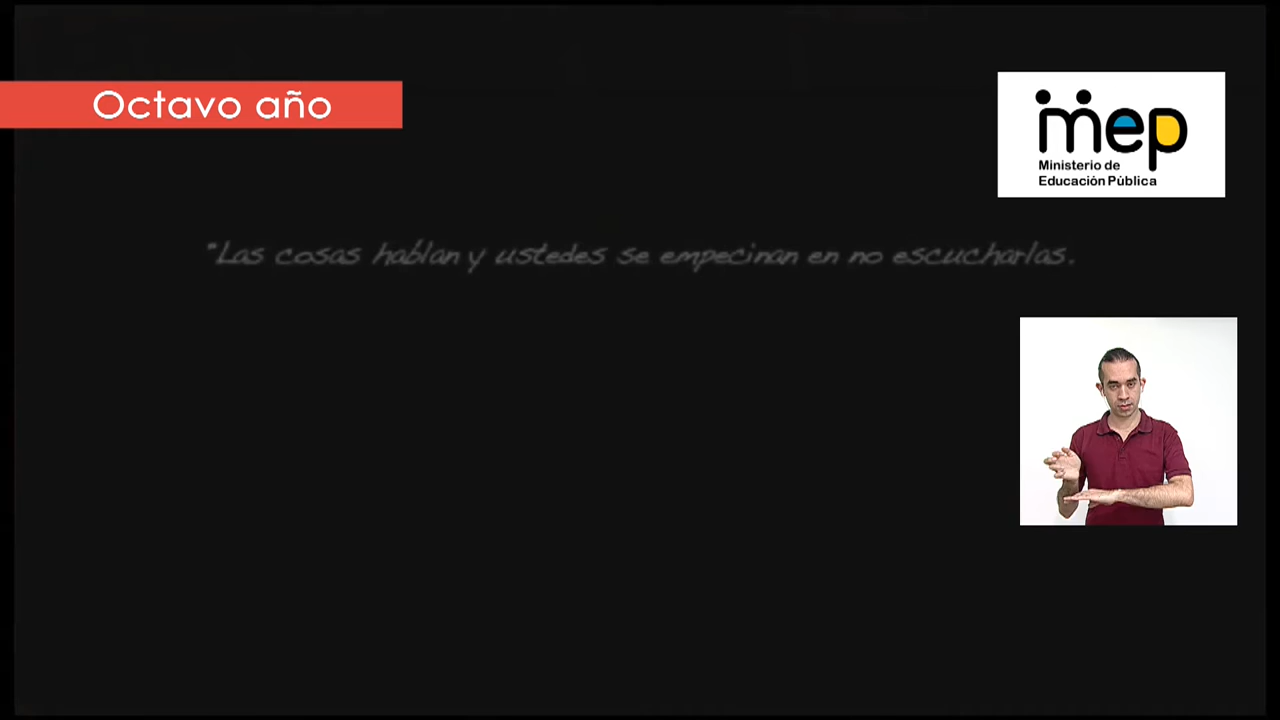 Octavo año
mep
Ministerio de
Educación Pública
"Las cosas hablan y ustedes se empecinan en no escucharlas.